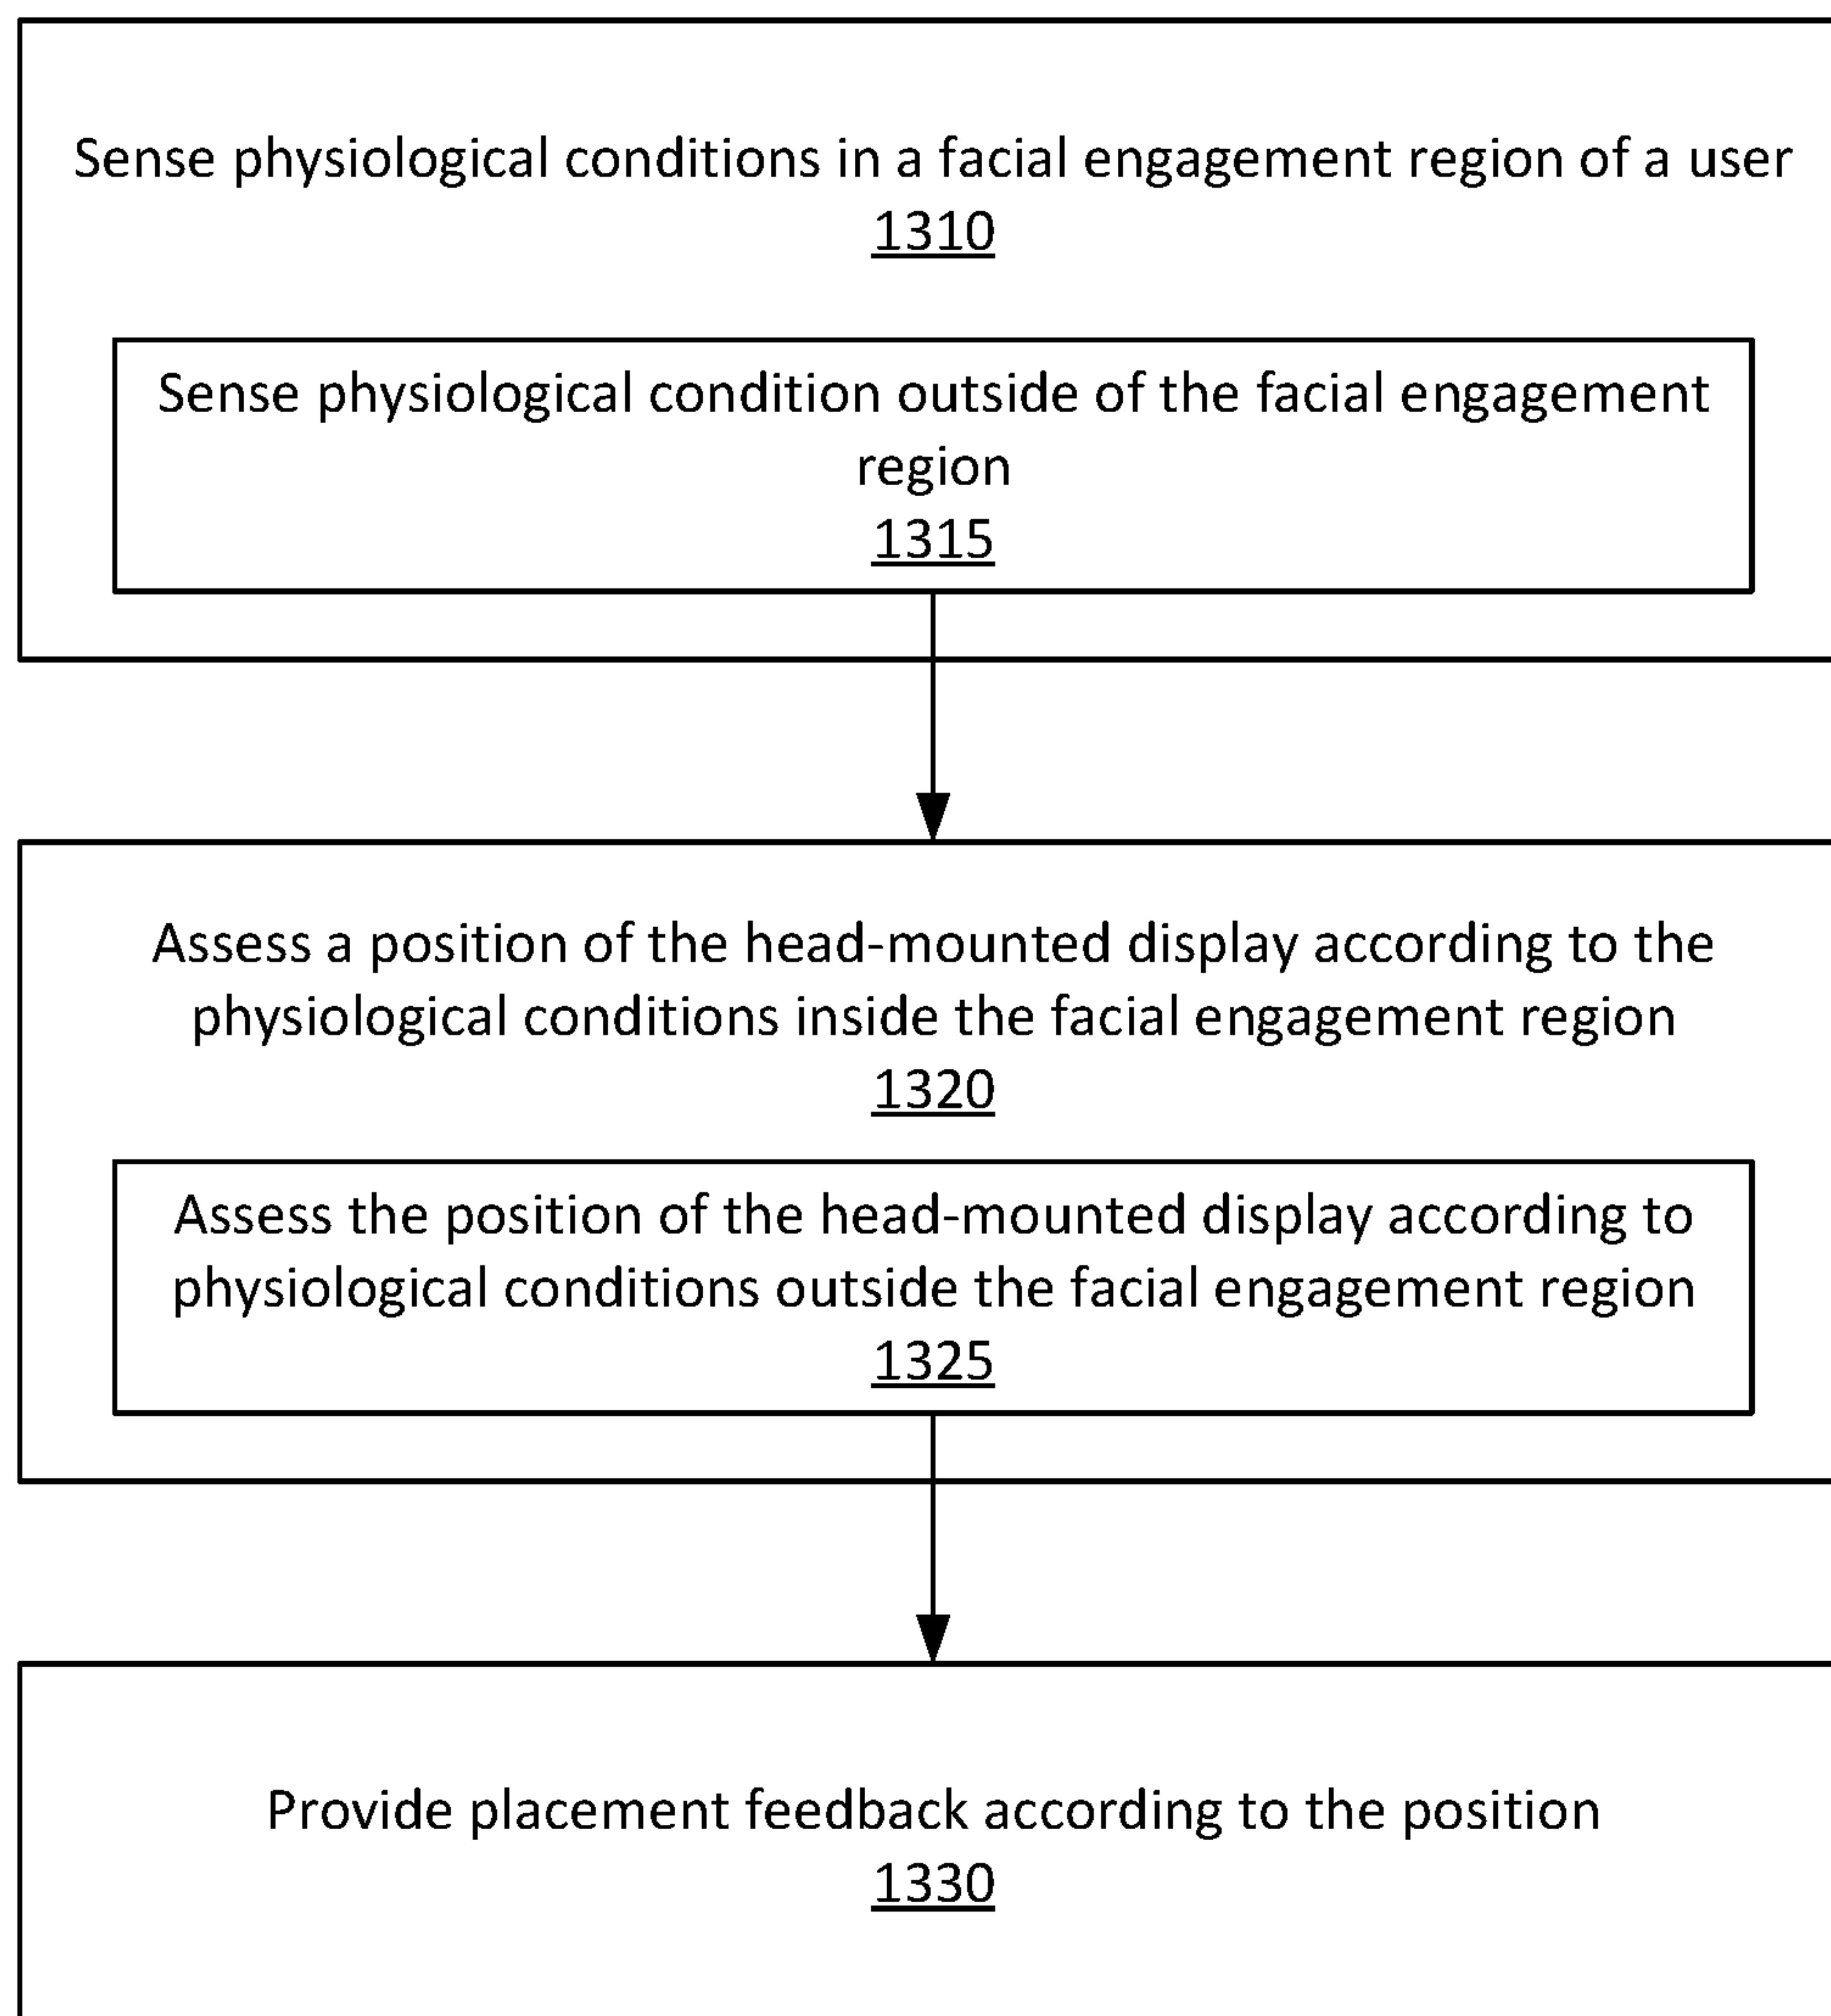 Sense physiological conditions in a facial engagement region of a user
1310
Sense physiological condition outside of the facial engagement
region
1315
Assess a position of the head-mounted display according to the
physiological conditions inside the facial engagement region
1320
Assess the position of the head-mounted display according to
physiological conditions outside the facial engagement region
1325
Provide placement feedback according to the position
1330